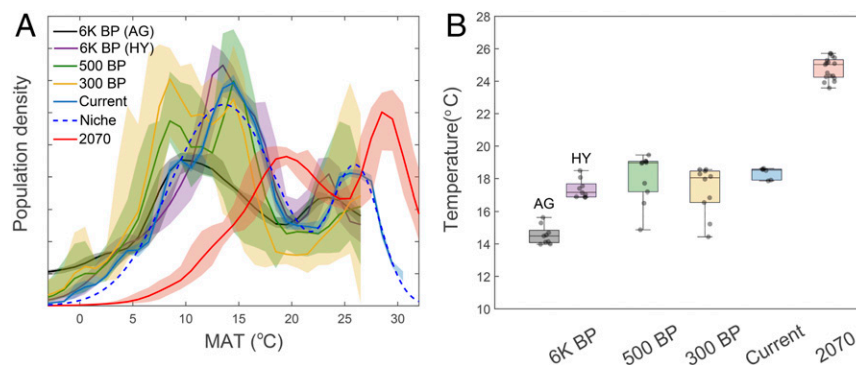 A
6K BP (AG)
6K BP (HY)
500 BP
300 BP
Current
Niche
2070
Population density
0 5 10 15 20 25 30
MAT (°C)
B
28
26
24
22
20
18
16
14
12
10
Temperature(°C)
AG
HY
6K BP
500 BP
300 BP
Current
2070